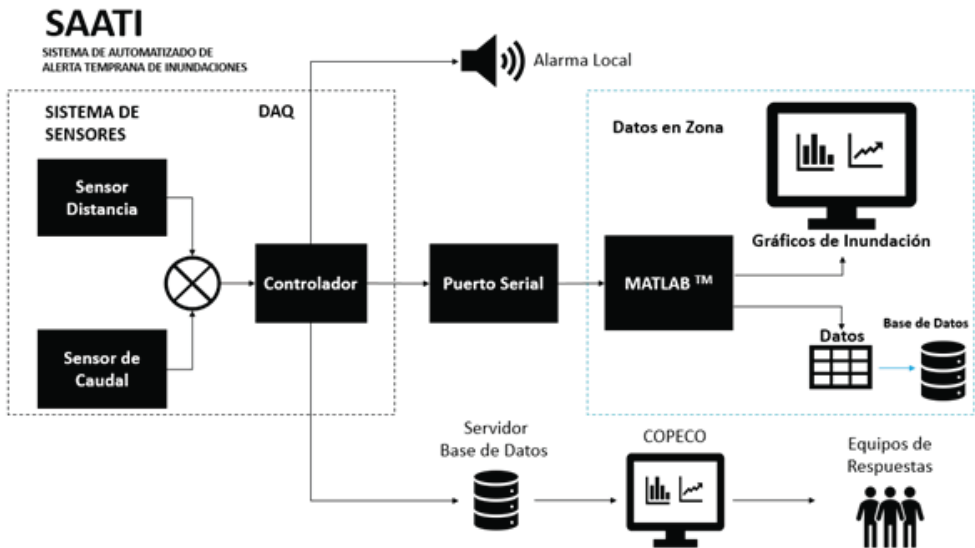 SAATI
SISTEMA DE AUTOMATIZADO DE
ALERTA TEMPRANA DE INUNDACIONES
Alarma Local
SISTEMA DE
SENSORES
DAQ
Sensor
Distancia
Sensor de
Caudal
Controlador
Puerto Serial
Datos en Zona
MATLAB TM
Gráficos de Inundación
Datos
Base de Datos
Servidor
Base de Datos
COPECO
Equipos de
Respuestas